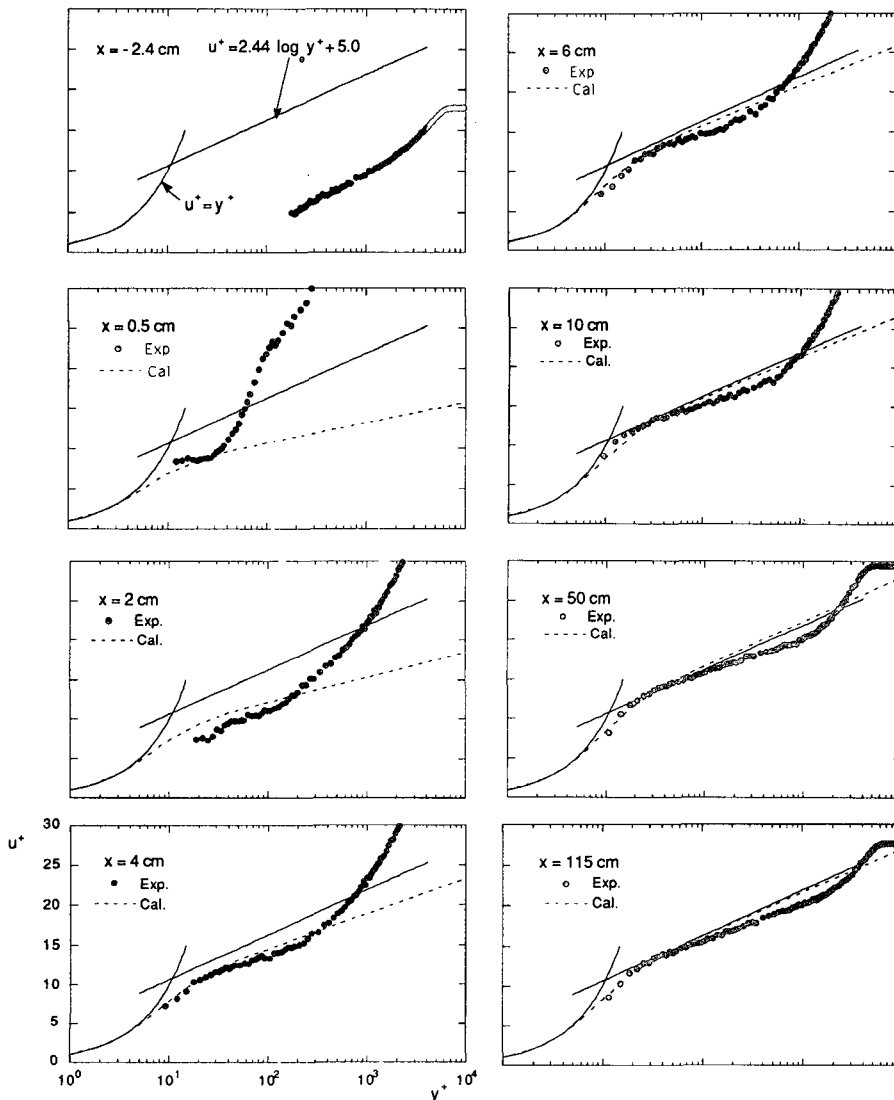 x = - 2.4 cm
u⁺ = 2.44 log y⁺ + 5.0
u⁺ = y⁺
x = 0.5 cm
Exp
Cal
x = 2 cm
Exp.
Cal.
u⁺
30
25
20
15
10
5
0
x = 4 cm
Exp.
Cal.
10⁰
10¹
10²
10³
10⁴
y⁺
x = 6 cm
Exp
Cal
x = 10 cm
Exp.
Cal.
x = 50 cm
Exp.
Cal.
x = 115 cm
Exp.
Cal.